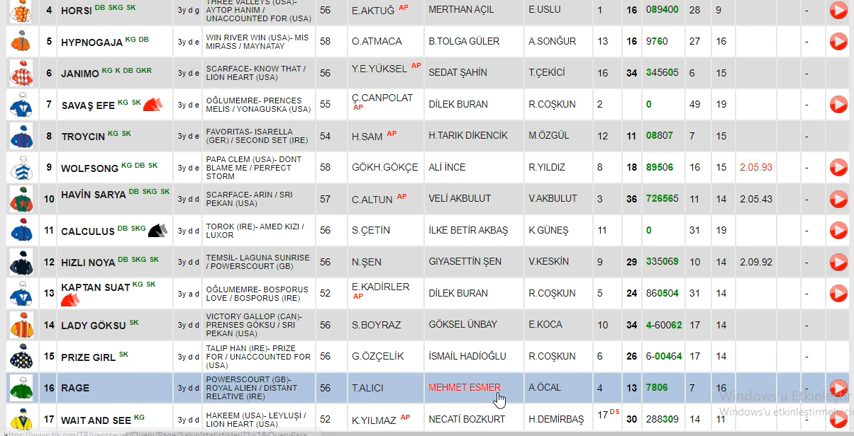 THREE VALLEYS (USA)-
4 HORSI DB SKG SK 3y d g AYTOP HANIM / 56 E.AKTUĞ AP MERTHAN AÇIL E.USLU 1 16 089400 28 9 -
UNACCOUNTED FOR (USA)
5 HYPNOGAJA KG DB 3y d e WIN RIVER WIN (USA)- MİS 58 O.ATMACA B.TOLGA GÜLER A.SONĞUR 13 16 9760 27 16 -
MIRASS / MAYNATAY
6 JANIMO KG K DB GKR 3y d e SCARFACE- KNOW THAT / 56 Y.E.YÜKSEL AP SEDAT ŞAHİN T.ÇEKİCİ 16 34 345605 6 15 -
LION HEART (USA)
7 SAVAŞ EFE KG SK 3y d e OĞLUMEMRE- PRENCES 55 Ç.CANPOLAT DİLEK BURAN R.COŞKUN 2 0 49 19 -
MELİS / YONAGUSKA (USA) AP
8 TROYCIN KG SK 3y d e FAVORITAS- ISARELLA 54 H.SAM AP H.TARIK DİKENCİK M.ÖZGÜL 12 11 08807 7 15 -
(GER) / SECOND SET (IRE)
PAPA CLEM (USA)- DONT
9 WOLFSONG KG DB SK 3y d e BLAME ME / PERFECT 58 GÖKH.GÖKÇE ALİ İNCE R.YILDIZ 8 18 89506 16 15 2.05.93 -
STORM
10 HAVİN SARYA DB SKG SK 3y d d SCARFACE- ARİN / SRI 57 C.ALTUN AP VELİ AKBULUT V.AKBULUT 3 36 726565 11 14 2.05.43 -
PEKAN (USA)
11 CALCULUS DB SKG 3y d e TOROK (IRE)- AMED KIZI / 56 S.ÇETİN İLKE BETİR AKBAŞ K.GÜNEŞ 11 0 31 19 -
LUXOR
12 HIZLI NOYA DB SKG SK 3y d d TEMSİL- LAGUNA SUNRISE 56 N.ŞEN GIYASETTİN ŞEN V.KESKİN 9 29 335069 10 14 2.09.92 -
/ POWERSCOURT (GB)
13 KAPTAN SUAT KG SK 3y a d OĞLUMEMRE- BOSPORUS 52 E.KADİRLER DİLEK BURAN R.COŞKUN 5 24 860504 31 14 -
LOVE / BOSPORUS (IRE) AP
14 LADY GÖKSU SK 3y d d VICTORY GALLOP (CAN)- 56 S.BOYRAZ GÖKSEL ÜNBAY E.KOCA 10 34 4-60062 17 14 -
PRENSES GÖKSU / SRI
PEKAN (USA)
15 PRIZE GIRL SK 3y d d TALIP HAN (IRE)- PRIZE 56 G.ÖZÇELİK İSMAİL HADİOĞLU R.COŞKUN 6 26 6-00464 17 14 -
FOR / UNACCOUNTED FOR
(USA)
POWERSCOURT (GB)-
16 RAGE 3y d d ROYAL ALIEN / DISTANT 56 T.ALICI MEHMET ESMER A.ÖCAL 4 13 7806 7 16 -
RELATIVE (IRE)
Windows'u Etkinleştir
17 WAIT AND SEE KG 3y d d HAKEEM (USA)- LEYLUŞİ / 52 K.YILMAZ AP NECATİ BOZKURT H.DEMİRBAŞ 17 DS 30 288309 14 11 -
LION HEART (USA)
Windows'u etkinleştirme